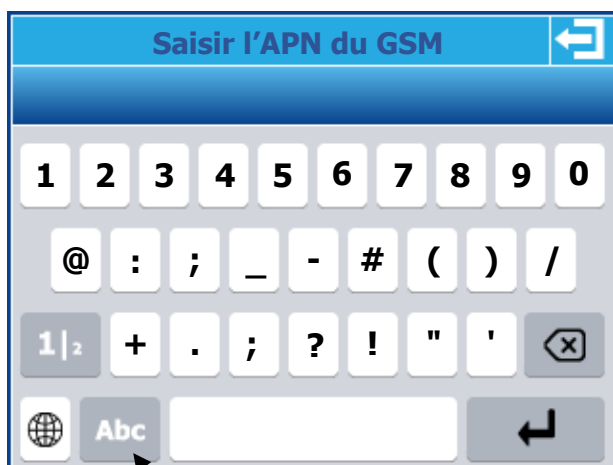 Saisir l’APN du GSM
1 2 3 4 5 6 7 8 9 0
@ : ; _ - # ( ) /
1|2 + . ; ? ! " '
Abc